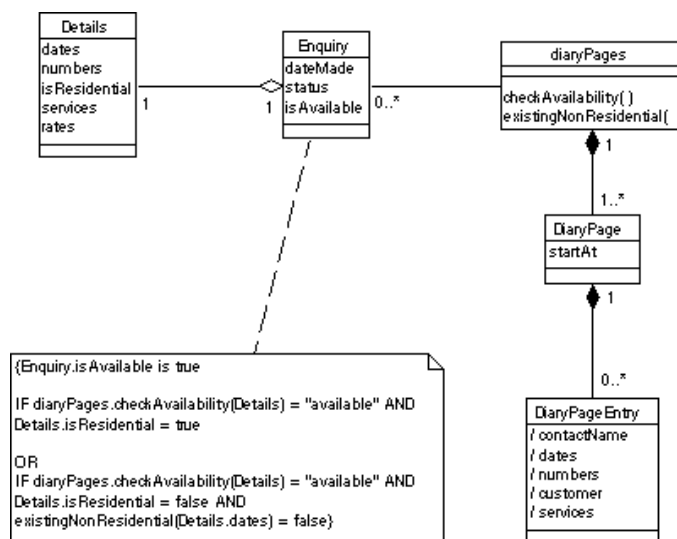 Details
dates
numbers
isResidential
services
rates
1
1
Enquiry
dateMade
status
isAvailable
0..*
diaryPages
checkAvailability( )
existingNonResidential(
1
1..*
DiaryPage
startAt
1
0..*
DiaryPageEntry
/ contactName
/ dates
/ numbers
/ customer
/ services
{Enquiry.isAvailable is true
IF diaryPages.checkAvailability(Details) = "available" AND
Details.isResidential = true
OR
IF diaryPages.checkAvailability(Details) = "available" AND
Details.isResidential = false AND
existingNonResidential(Details.dates) = false}